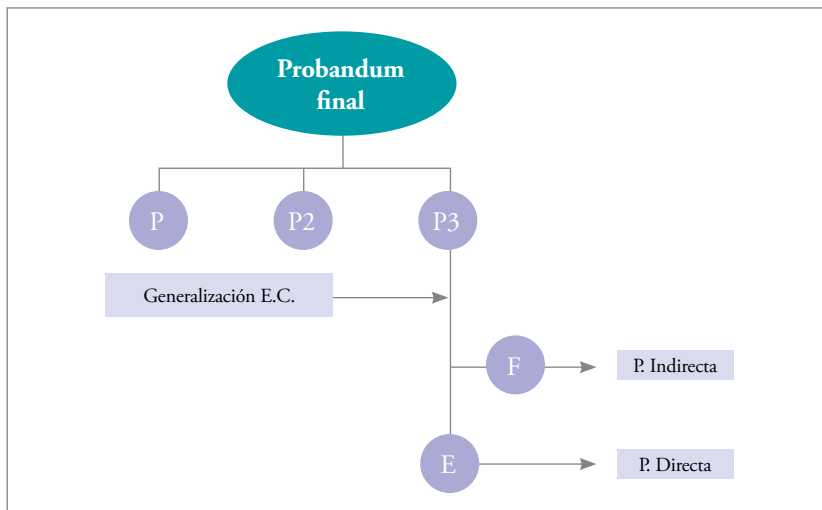 Probandum
final
P
P2
P3
Generalización E.C.
F
P. Indirecta
E
P. Directa